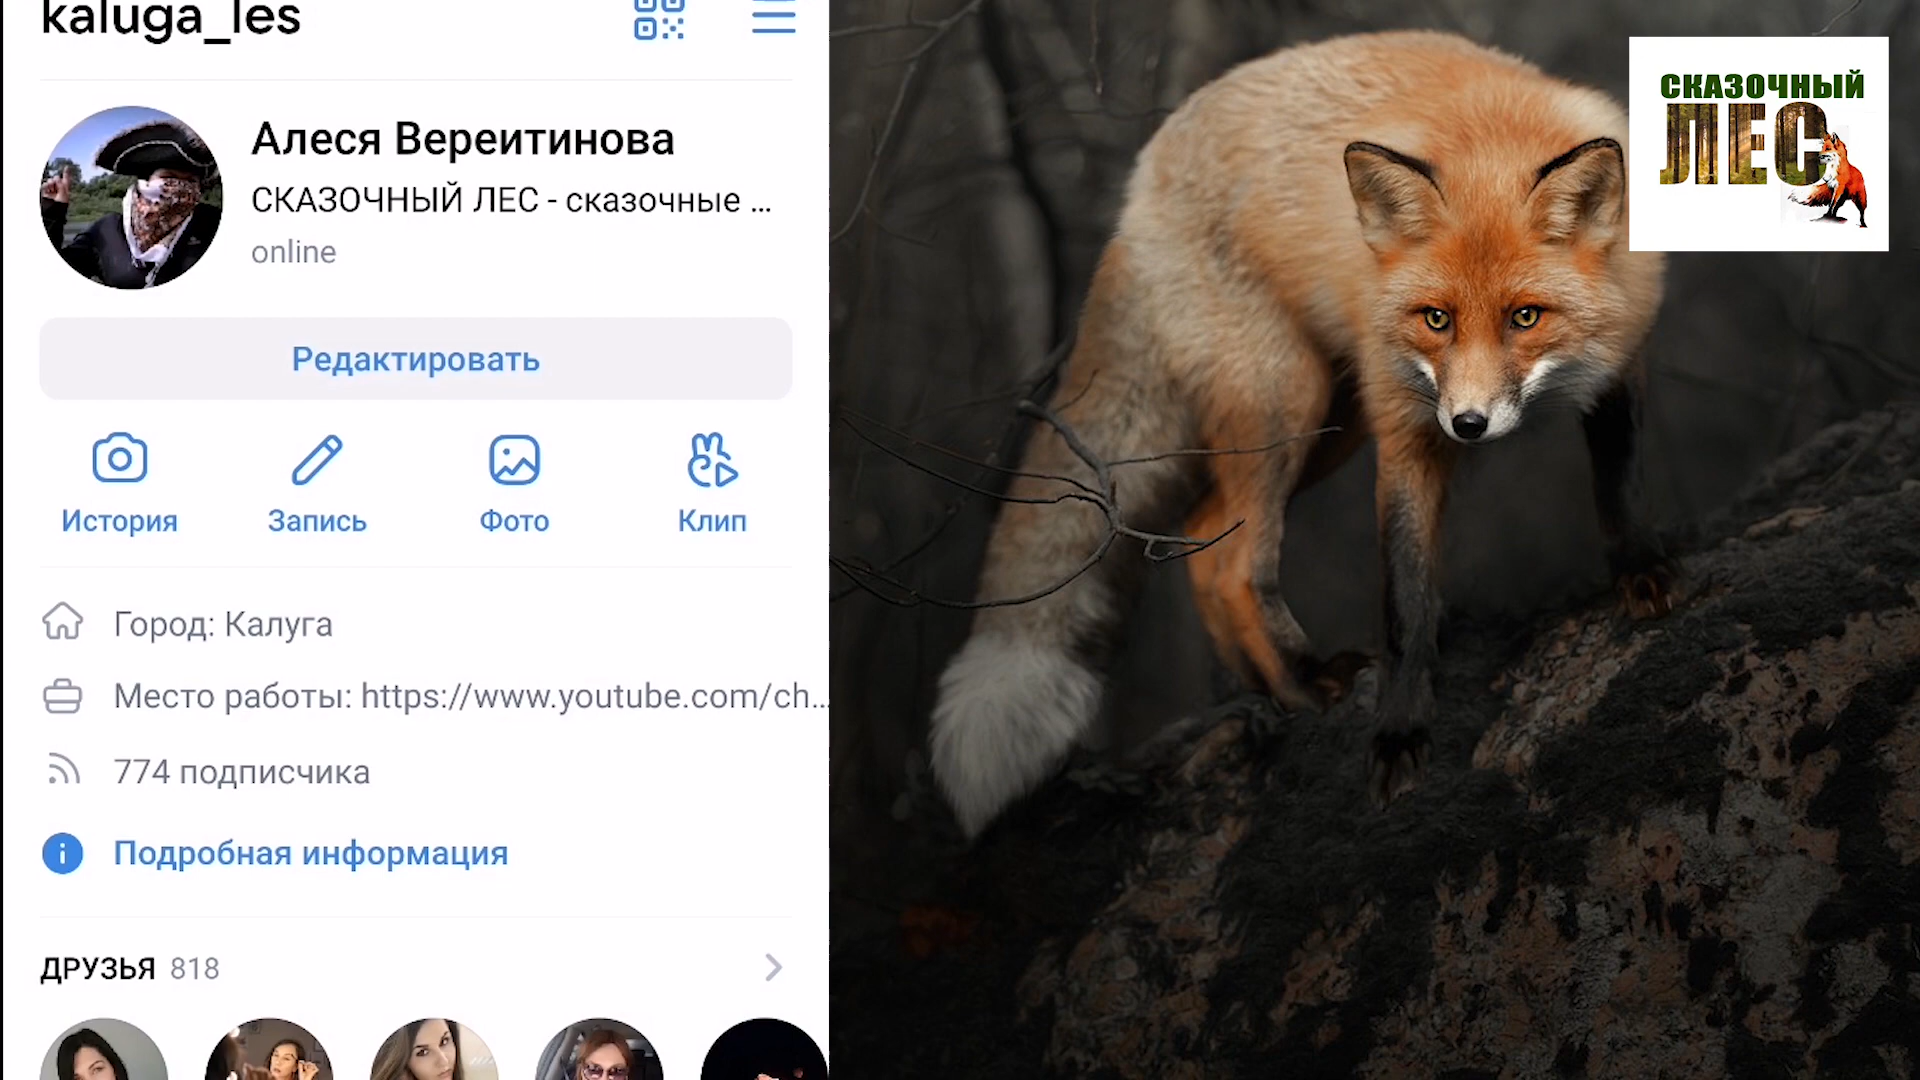 kaluga_les
Алеся Вереитинова
СКАЗОЧНЫЙ ЛЕС - сказочные ...
online
Редактировать
История
Запись
Фото
Клип
Город: Калуга
Место работы: https://www.youtube.com/ch...
774 подписчика
Подробная информация
ДРУЗЬЯ 818
СКАЗОЧНЫЙ
ЛЕС